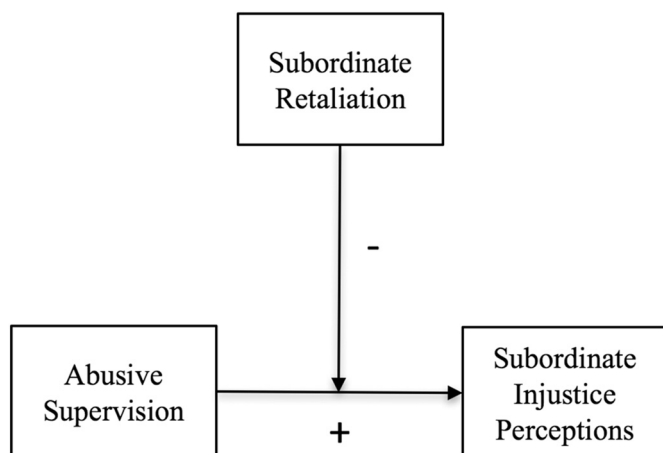 Subordinate
Retaliation
-
Abusive
Supervision
+
Subordinate
Injustice
Perceptions